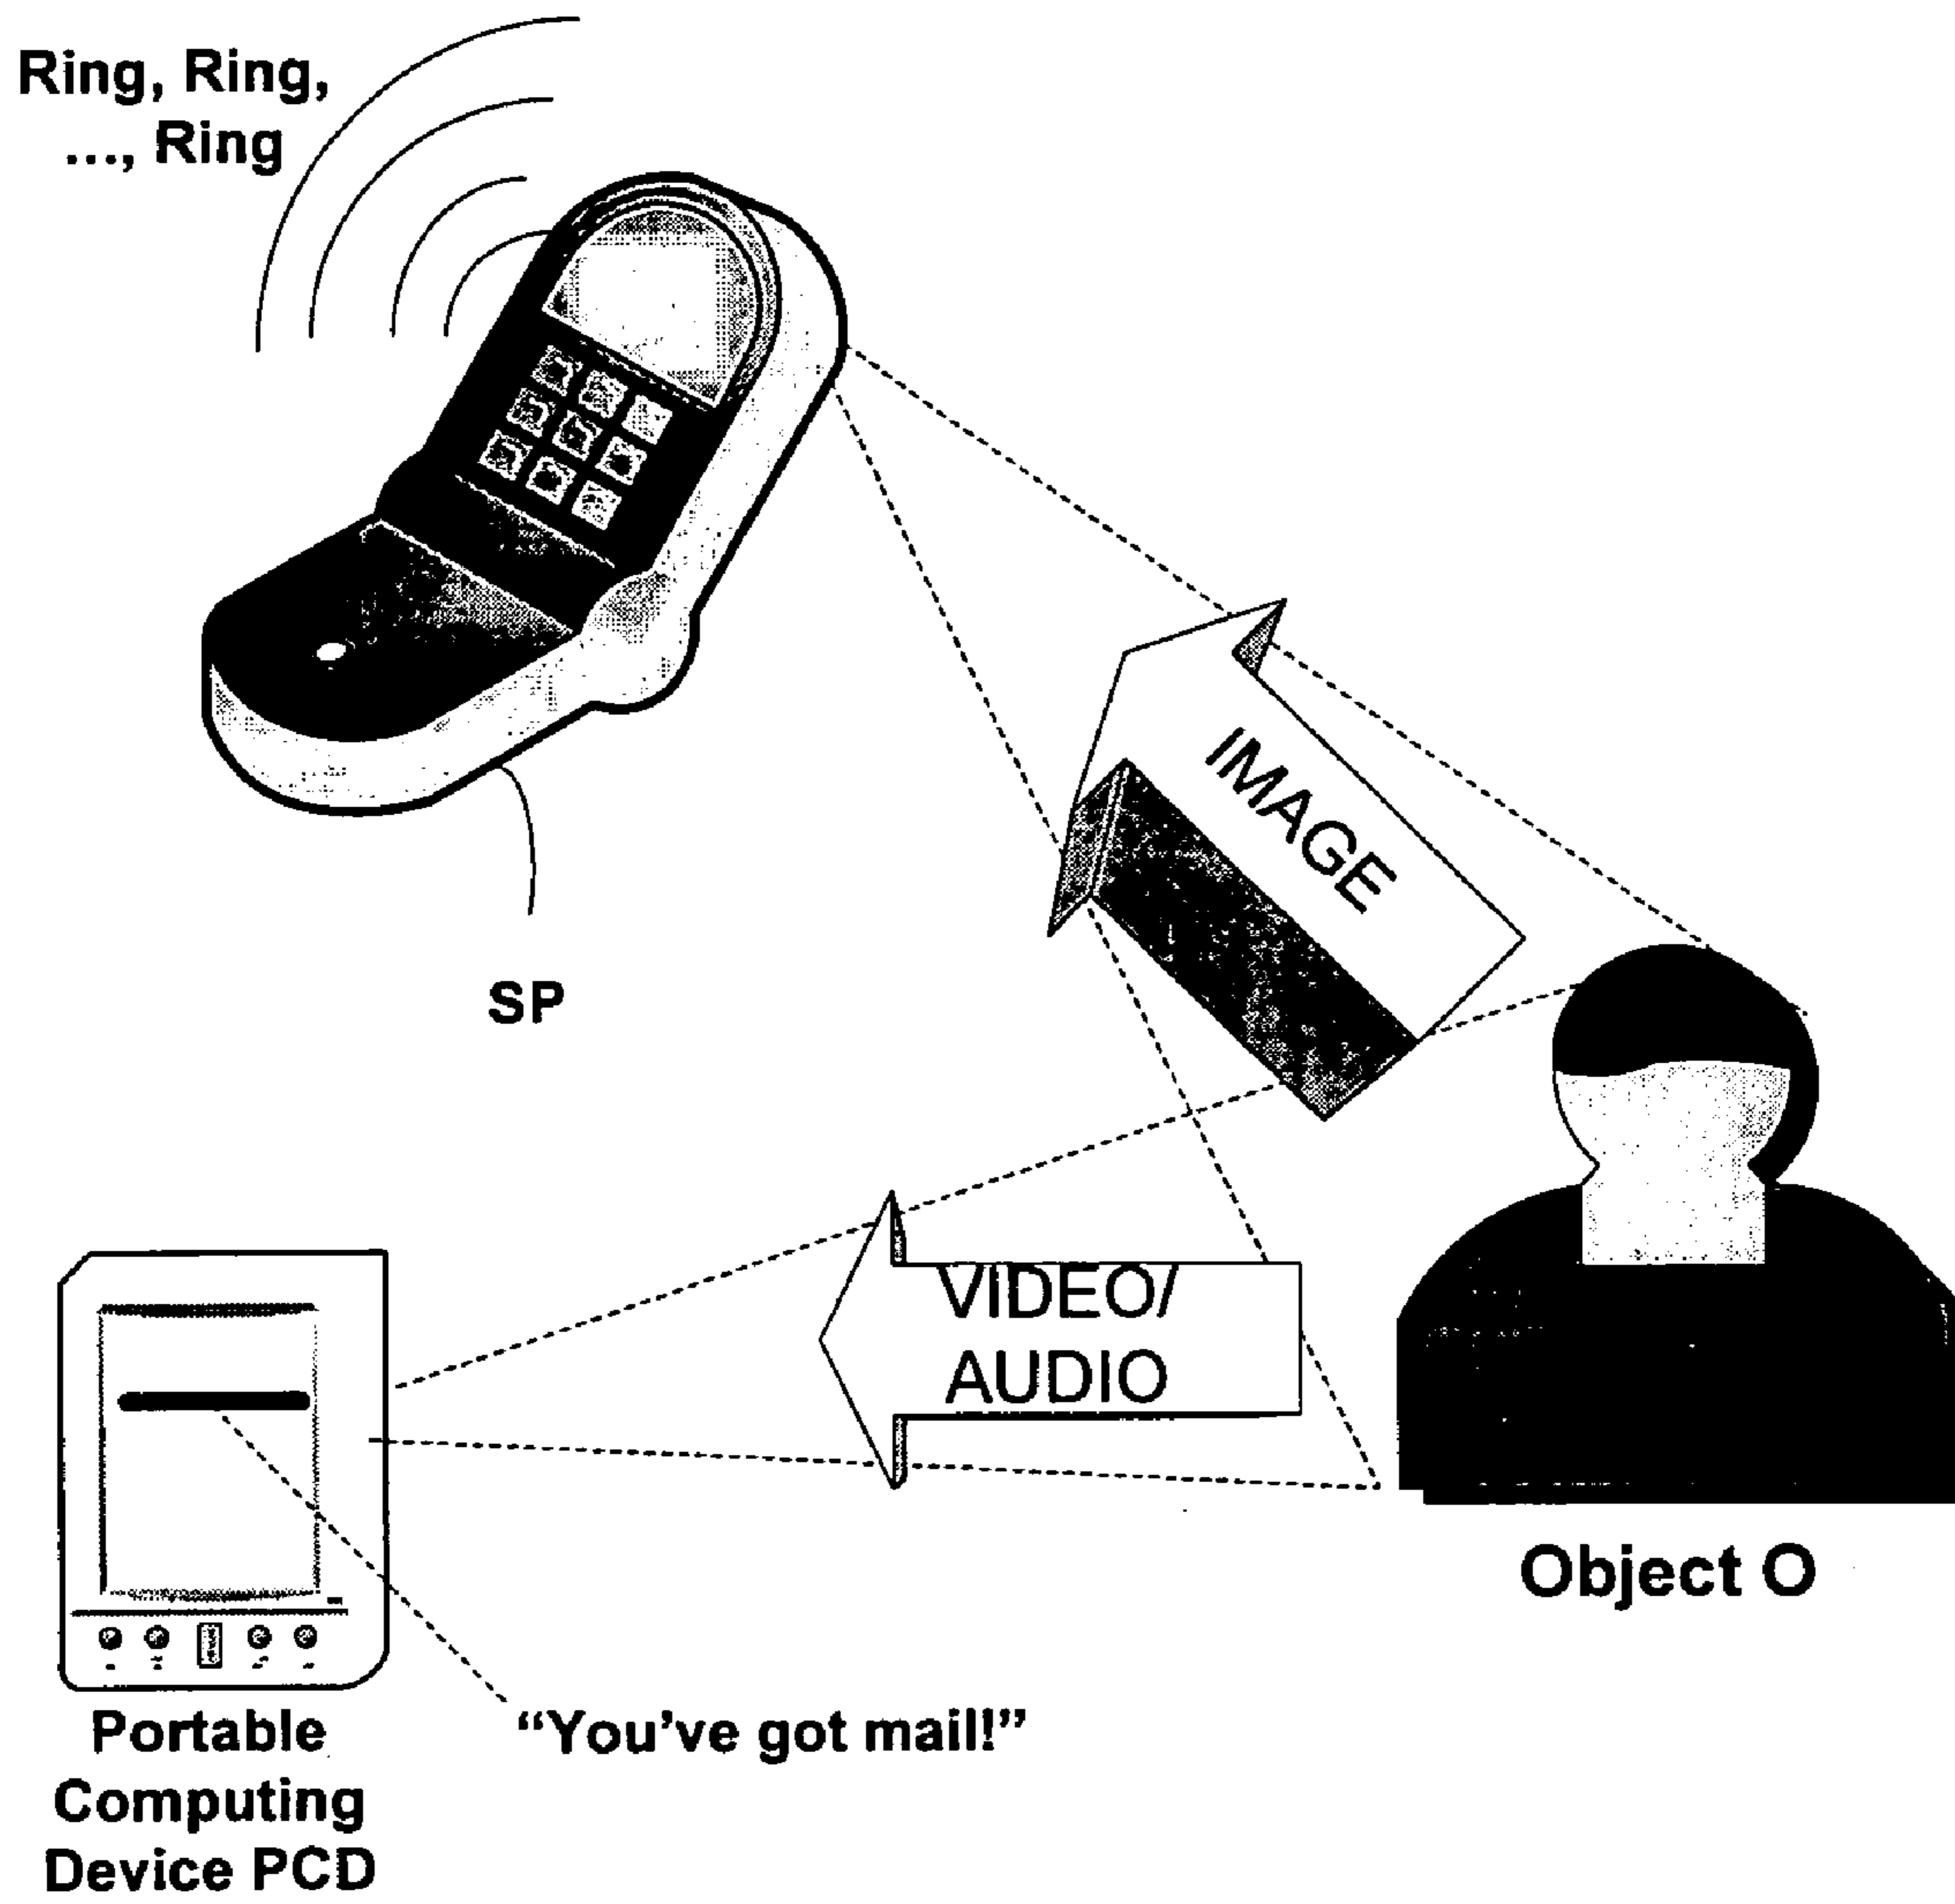 Ring, Ring,
..., Ring
SP
IMAGE
VIDEO/
AUDIO
Object O
Portable
Computing
Device PCD
“You’ve got mail!”